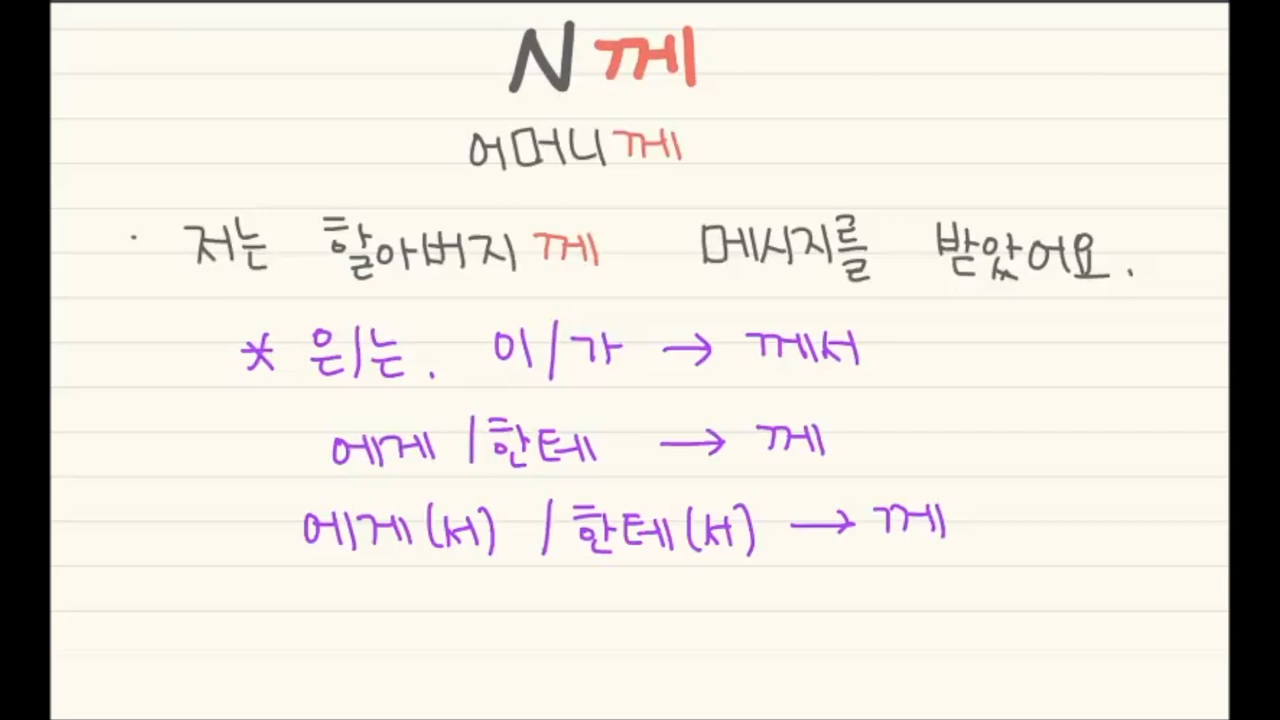 N께
어머니께
· 저는 할아버지께 메시지를 받았어요.
* 은/는. 이/가 → 께서
에게 / 한테 → 께
에게(서) / 한테(서) → 께